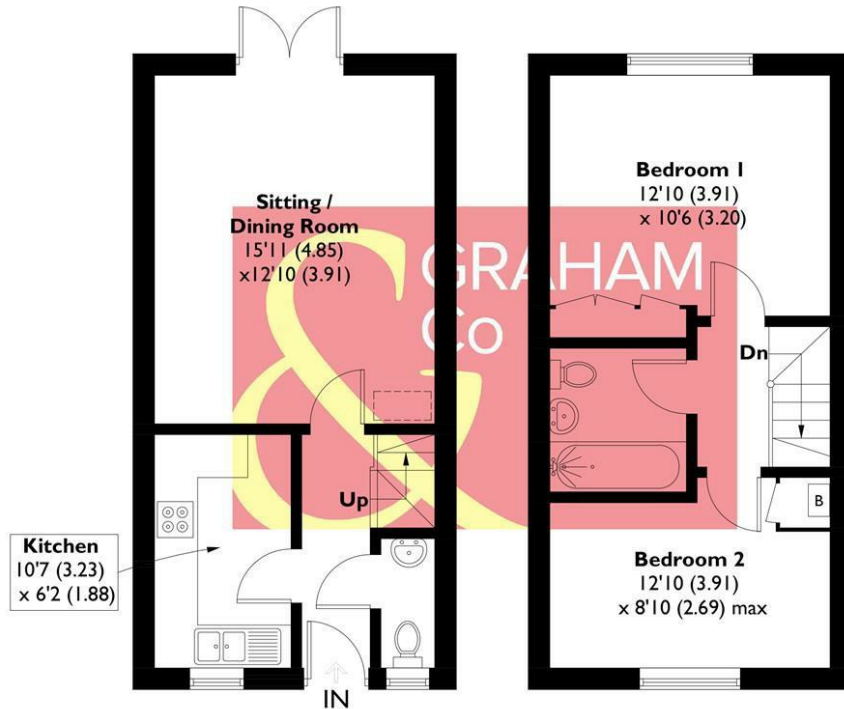 Sitting /
Dining Room
15'11 (4.85)
x12'10 (3.91)
Kitchen
10'7 (3.23)
x 6'2 (1.88)
Up
IN
Bedroom 1
12'10 (3.91)
x 10'6 (3.20)
Dn
B
Bedroom 2
12'10 (3.91)
x 8'10 (2.69) max
&
GRAHAM
Co